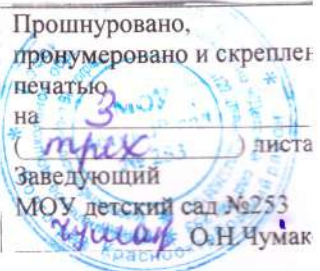 Прошнуровано,
пронумеровано и скреплен
печатью
на 3
(трех) листа
Заведующий
МОУ детский сад №253
О.Н.Чумак